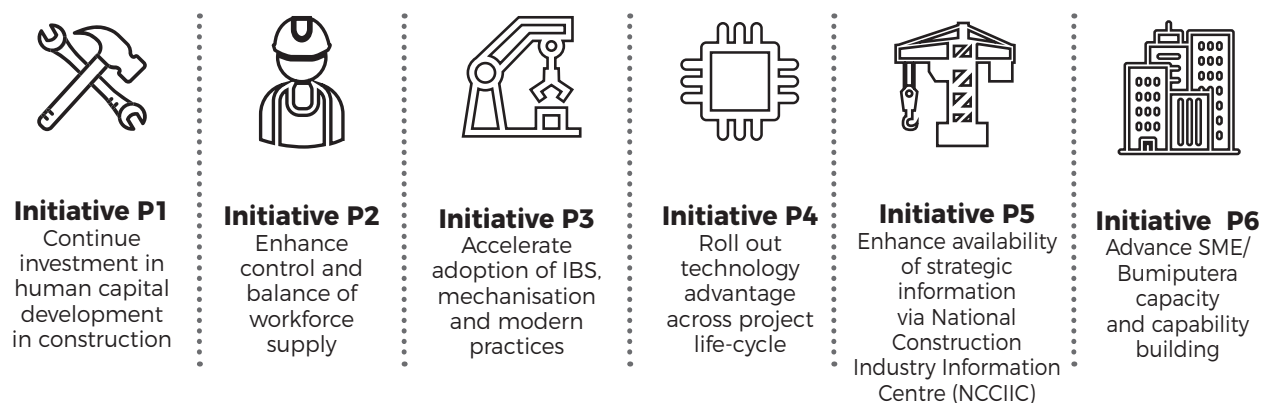 Initiative P1
Continue
investment in
human capital
development
in construction
Initiative P2
Enhance
control and
balance of
workforce
supply
Initiative P3
Accelerate
adoption of IBS,
mechanisation
and modern
practices
Initiative P4
Roll out
technology
advantage
across project
life-cycle
Initiative P5
Enhance availability
of strategic
information
via National
Construction
Industry Information
Centre (NCCIIC)
Initiative P6
Advance SME/
Bumiputera
capacity
and capability
building